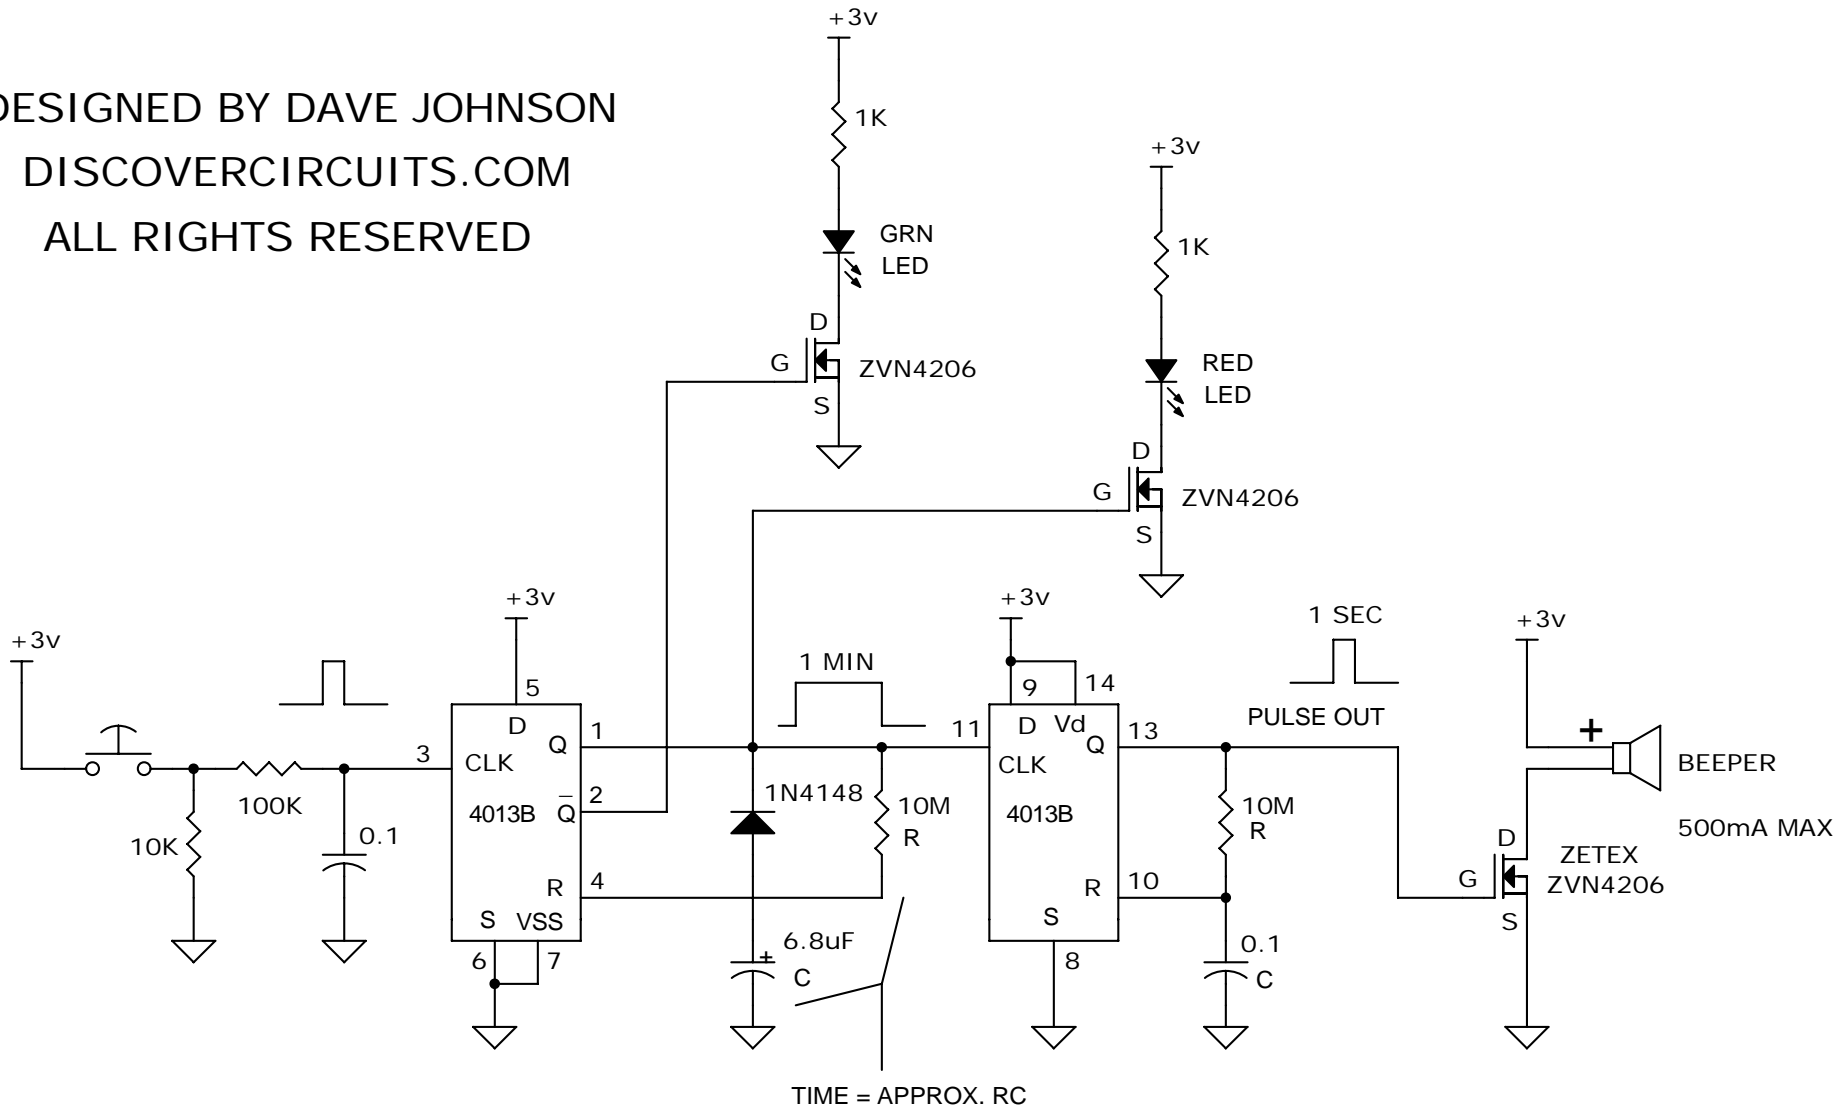 +3v
DESIGNED BY DAVE JOHNSON
1K
+3v
DISCOVERCIRCUITS.COM
GRN
LED
ALL RIGHTS RESERVED
1K
D
G
ZVN4206
S
RED
LED
D
G
ZVN4206
S
+3v
+3v
1 SEC
+3v
+3v
1 MIN
5
9
14
PULSE OUT
D
Q
1
11
D
Vd
Q
13
+
3
CLK
CLK
BEEPER
100K
4013B
Q
2
1N4148
10M
R
4013B
10M
R
500mA MAX
10K
0.1
R
4
R
10
D
G
S
ZETEX
ZVN4206
S
VSS
6
7
6.8uF
+
C
S
8
0.1
C
TIME = APPROX. RC